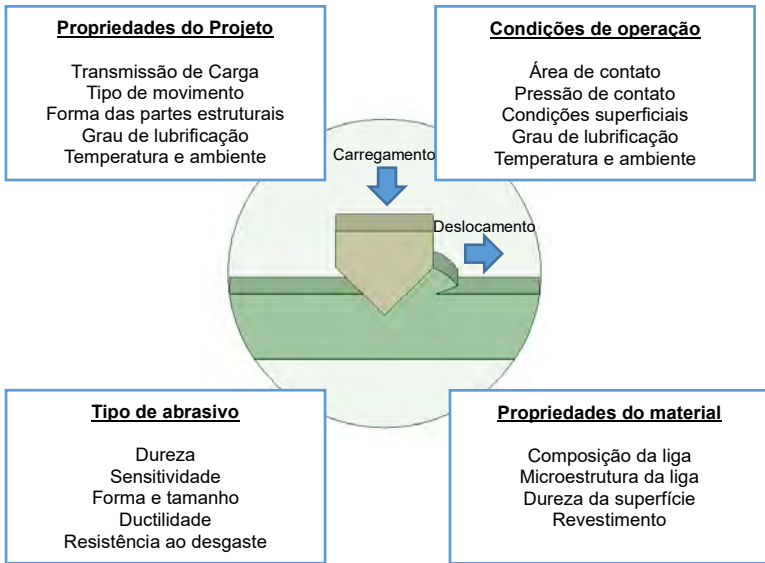 Propriedades do Projeto
Transmissão de Carga
Tipo de movimento
Forma das partes estruturais
Grau de lubrificação
Temperatura e ambiente
Condições de operação
Área de contato
Pressão de contato
Condições superficiais
Grau de lubrificação
Temperatura e ambiente
Carregamento
Deslocamento
Tipo de abrasivo
Dureza
Sensitividade
Forma e tamanho
Ductilidade
Resistência ao desgaste
Propriedades do material
Composição da liga
Microestrutura da liga
Dureza da superfície
Revestimento